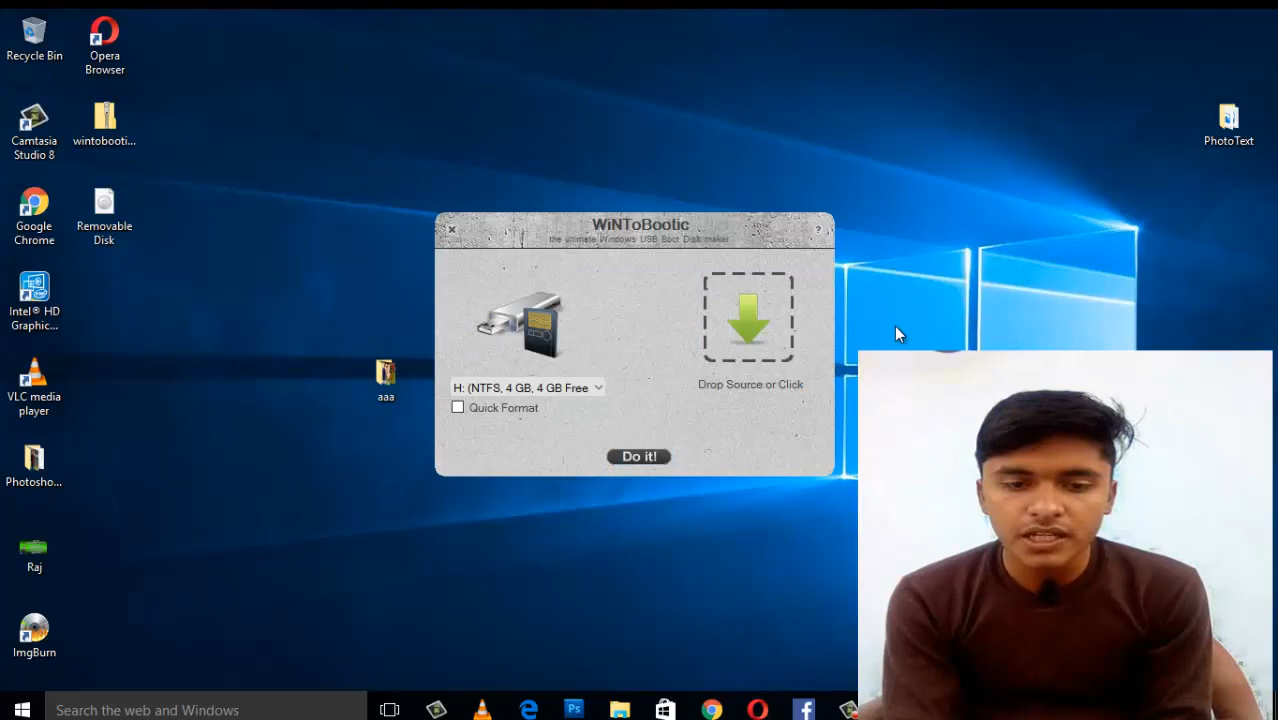 Recycle Bin
Opera
Browser
Camtasia
Studio 8
wintobooti...
PhotoText
Google
Chrome
Removable
Disk
WiNToBootic
the ultimate Windows USB Boot Disk maker
?
Intel® HD
Graphic...
VLC media
player
aaa
H: (NTFS, 4 GB, 4 GB Free
Drop Source or Click
Quick Format
Do it!
Photosho...
Raj
ImgBurn
Search the web and Windows
Ps